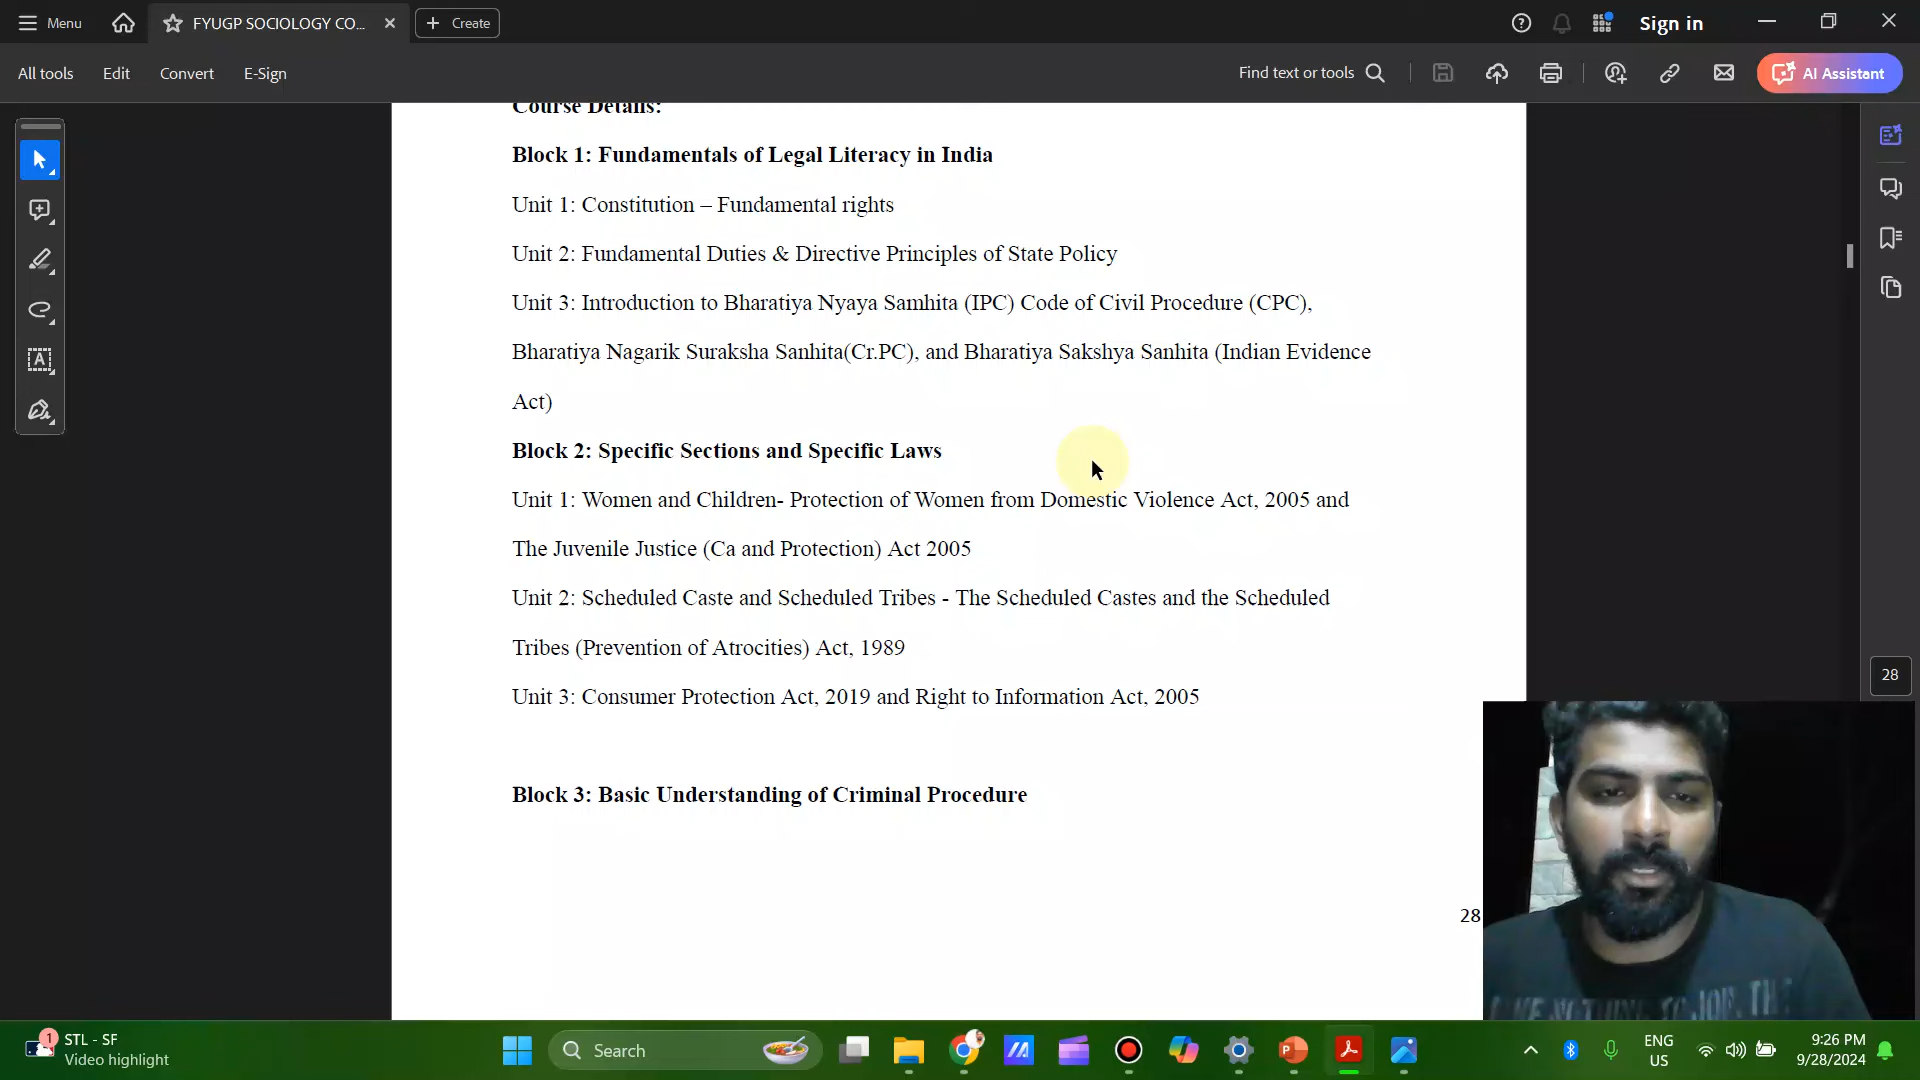 Menu
FYUGP SOCIOLOGY CO...
Create
Sign in
All tools
Edit
Convert
E-Sign
Find text or tools
AI Assistant
Course Details:
Block 1: Fundamentals of Legal Literacy in India
Unit 1: Constitution – Fundamental rights
Unit 2: Fundamental Duties & Directive Principles of State Policy
Unit 3: Introduction to Bharatiya Nyaya Samhita (IPC) Code of Civil Procedure (CPC),
Bharatiya Nagarik Suraksha Sanhita(Cr.PC), and Bharatiya Sakshya Sanhita (Indian Evidence
Act)
Block 2: Specific Sections and Specific Laws
Unit 1: Women and Children- Protection of Women from Domestic Violence Act, 2005 and
The Juvenile Justice (Ca and Protection) Act 2005
Unit 2: Scheduled Caste and Scheduled Tribes - The Scheduled Castes and the Scheduled
Tribes (Prevention of Atrocities) Act, 1989
Unit 3: Consumer Protection Act, 2019 and Right to Information Act, 2005
28
Block 3: Basic Understanding of Criminal Procedure
28
1
STL - SF
Video highlight
Search
ENG
US
9:26 PM
9/28/2024